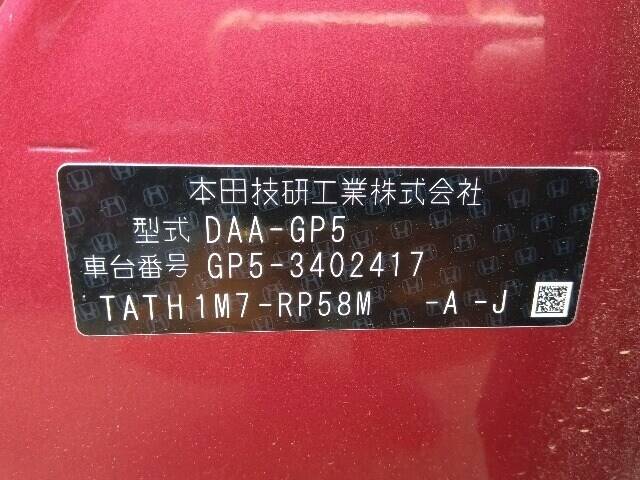 本田技研工業株式会社
型式 DAA-GP5
車台番号 GP5-3402417
TATH1M7-RP58M -A -J